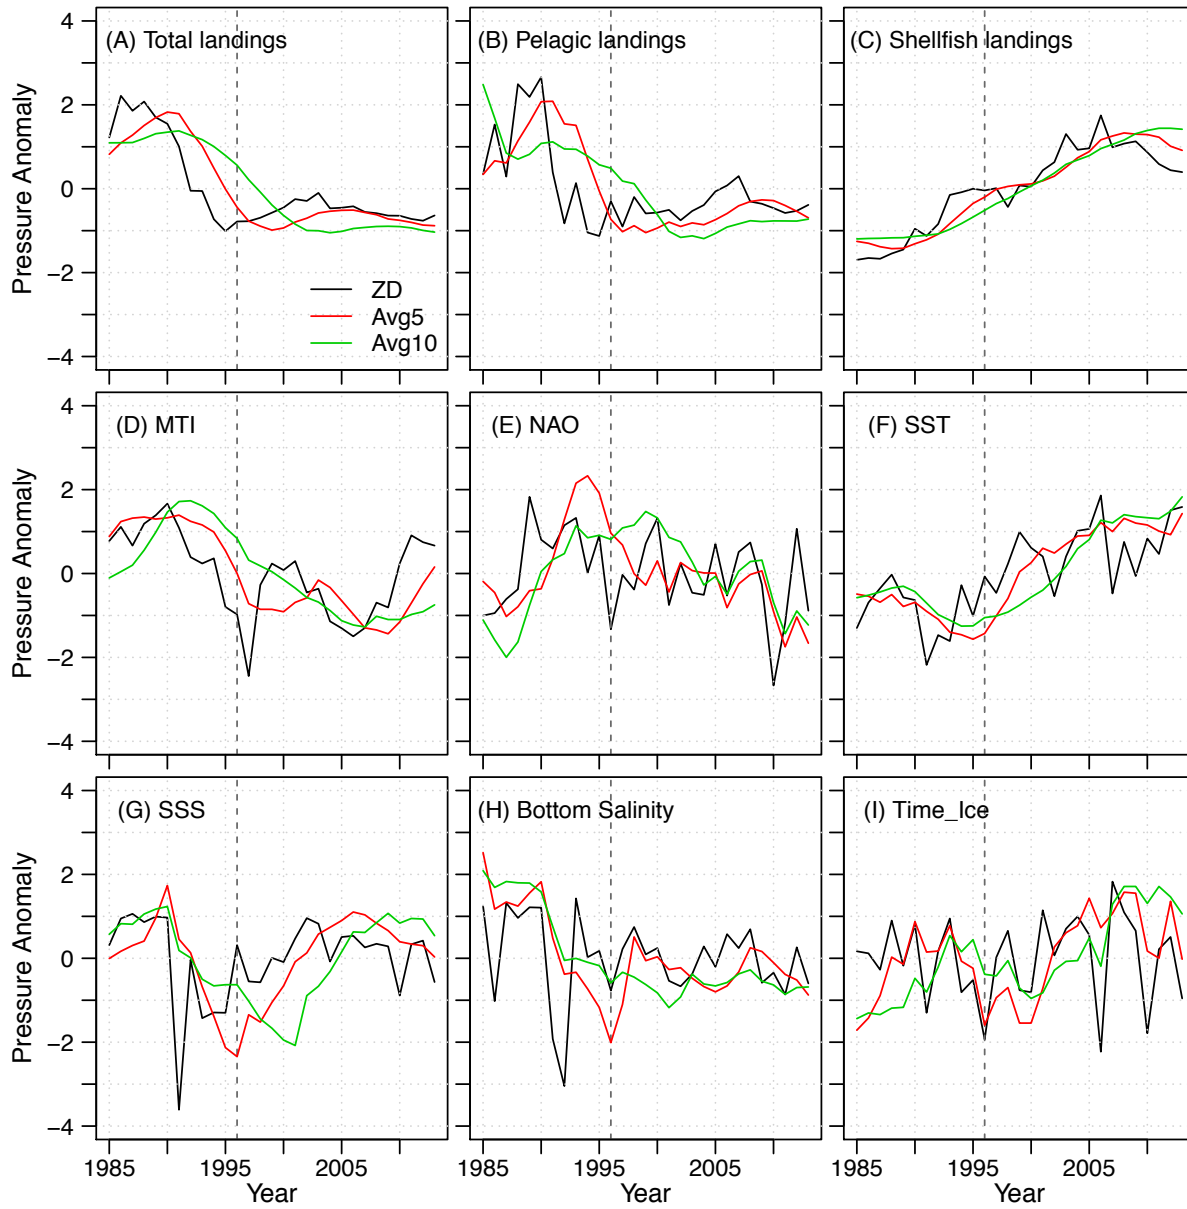 (A) Total landings
(B) Pelagic landings
(C) Shellfish landings
Pressure Anomaly
4
2
0
−2
−4
ZD
Avg5
Avg10
(D) MTI
(E) NAO
(F) SST
Pressure Anomaly
4
2
0
−2
−4
(G) SSS
(H) Bottom Salinity
(I) Time_Ice
Pressure Anomaly
4
2
0
−2
−4
1985 1995 2005
1985 1995 2005
1985 1995 2005
Year
Year
Year